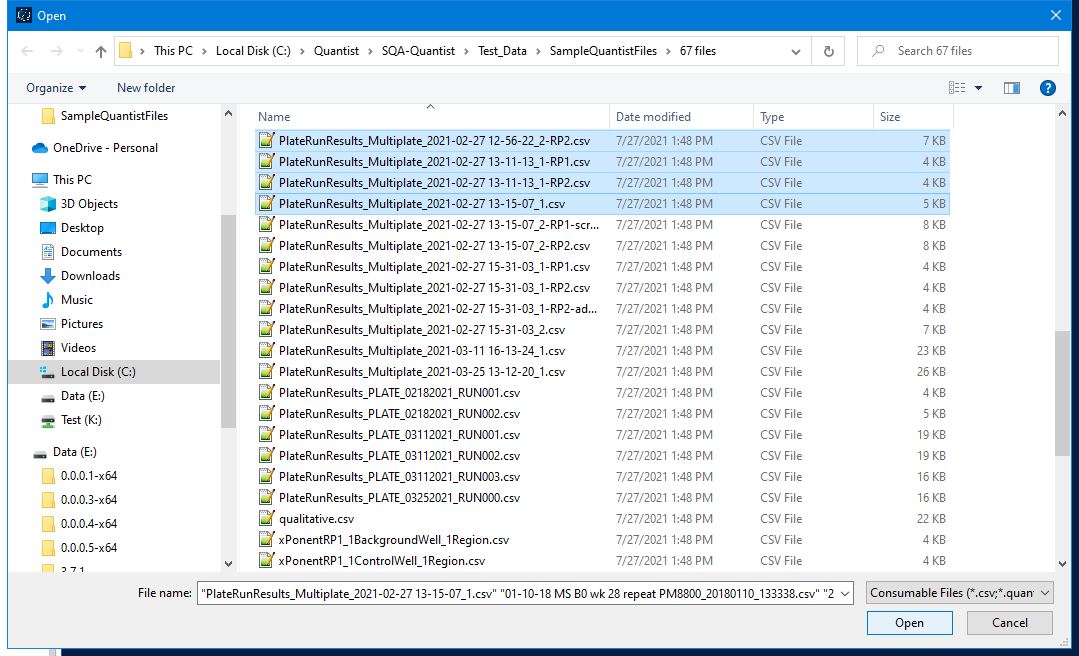 Open
This PC > Local Disk (C:) > Quantist > SQA-Quantist > Test_Data > SampleQuantistFiles > 67 files
Search 67 files
Organize
New folder
SampleQuantistFiles
OneDrive - Personal
This PC
3D Objects
Desktop
Documents
Downloads
Music
Pictures
Videos
Local Disk (C:)
Data (E:)
Test (K:)
Data (E:)
0.0.0.1-x64
0.0.0.3-x64
0.0.0.4-x64
0.0.0.5-x64
3.7.1
Name Date modified Type Size
PlateRunResults_Multiplate_2021-02-27 12-56-22_2-RP2.csv 7/27/2021 1:48 PM CSV File 7 KB
PlateRunResults_Multiplate_2021-02-27 13-11-13_1-RP1.csv 7/27/2021 1:48 PM CSV File 4 KB
PlateRunResults_Multiplate_2021-02-27 13-11-13_1-RP2.csv 7/27/2021 1:48 PM CSV File 4 KB
PlateRunResults_Multiplate_2021-02-27 13-15-07_1.csv 7/27/2021 1:48 PM CSV File 5 KB
PlateRunResults_Multiplate_2021-02-27 13-15-07_2-RP1-scr... 7/27/2021 1:48 PM CSV File 8 KB
PlateRunResults_Multiplate_2021-02-27 13-15-07_2-RP2.csv 7/27/2021 1:48 PM CSV File 8 KB
PlateRunResults_Multiplate_2021-02-27 15-31-03_1-RP1.csv 7/27/2021 1:48 PM CSV File 4 KB
PlateRunResults_Multiplate_2021-02-27 15-31-03_1-RP2.csv 7/27/2021 1:48 PM CSV File 4 KB
PlateRunResults_Multiplate_2021-02-27 15-31-03_1-RP2-ad... 7/27/2021 1:48 PM CSV File 4 KB
PlateRunResults_Multiplate_2021-02-27 15-31-03_2.csv 7/27/2021 1:48 PM CSV File 7 KB
PlateRunResults_Multiplate_2021-03-11 16-13-24_1.csv 7/27/2021 1:48 PM CSV File 23 KB
PlateRunResults_Multiplate_2021-03-25 13-12-20_1.csv 7/27/2021 1:48 PM CSV File 26 KB
PlateRunResults_PLATE_02182021_RUN001.csv 7/27/2021 1:48 PM CSV File 4 KB
PlateRunResults_PLATE_02182021_RUN002.csv 7/27/2021 1:48 PM CSV File 5 KB
PlateRunResults_PLATE_03112021_RUN001.csv 7/27/2021 1:48 PM CSV File 19 KB
PlateRunResults_PLATE_03112021_RUN002.csv 7/27/2021 1:48 PM CSV File 19 KB
PlateRunResults_PLATE_03112021_RUN003.csv 7/27/2021 1:48 PM CSV File 16 KB
PlateRunResults_PLATE_03252021_RUN000.csv 7/27/2021 1:48 PM CSV File 16 KB
qualitative.csv 7/27/2021 1:48 PM CSV File 22 KB
xPonentRP1_1BackgroundWell_1Region.csv 7/27/2021 1:48 PM CSV File 4 KB
xPonentRP1_1ControlWell_1Region.csv 7/27/2021 1:48 PM CSV File 4 KB
File name: "PlateRunResults_Multiplate_2021-02-27 13-15-07_1.csv" "01-10-18 MS B0 wk 28 repeat PM8800_20180110_133338.csv" "2
Consumable Files (*.csv;*.quan
Open
Cancel